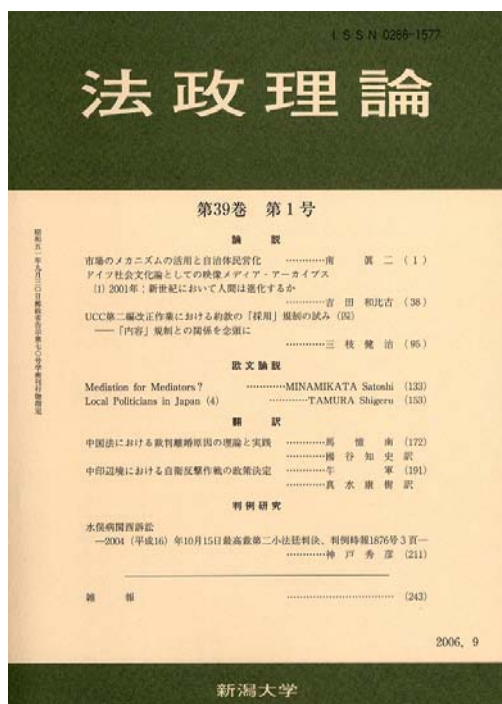 ISSN 0286-1577
法政理論
第39巻 第1号
論 説
市場のメカニズムの活用と自治体民営化 …………南 眞 二 (1)
ドイツ社会文化論としての映像メディア・アーカイブス
(1) 2001年:新世紀において人間は進化するか
…………吉 田 和比古 (38)
UCC第二編改正作業における約款の「採用」規制の試み (四)
――「内容」規制との関係を念頭に
…………三 枝 健 治 (95)
欧文論説
Mediation for Mediators? …………MINAMIKATA Satoshi (133)
Local Politicians in Japan (4) …………TAMURA Shigeru (153)
翻 訳
中国法における裁判離婚原因の理論と実践 …………馬 憶 南 (172)
…………國 谷 知 史 訳
中印辺境における自衛反撃作戦の政策決定 …………牛 軍 (191)
…………真 水 康 樹 訳
判例研究
水俣病関西訴訟
―2004 (平成16) 年10月15日最高裁第二小法廷判決、判例時報1876号3頁―
…………神 戸 秀 彦 (211)
雑 報 ………………………… (243)
2006, 9
新潟大学